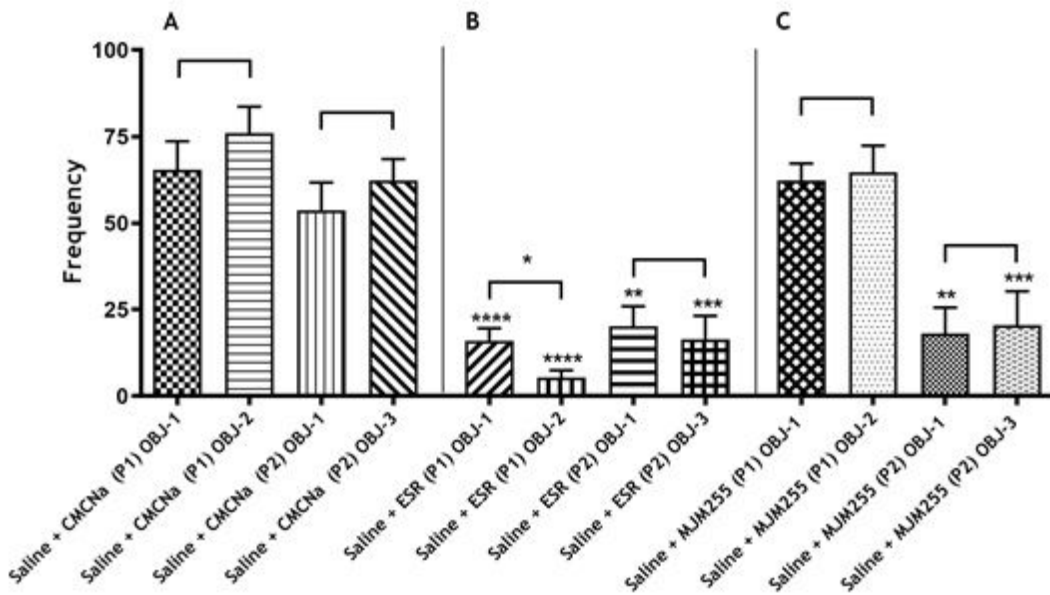 A
B
C
100
75
50
25
0
Frequency
*
****
****
**
***
**
***
Saline + CMCNa (P1) OBJ-1
Saline + CMCNa (P1) OBJ-2
Saline + CMCNa (P2) OBJ-1
Saline + CMCNa (P2) OBJ-3
Saline + ESR (P1) OBJ-1
Saline + ESR (P1) OBJ-2
Saline + ESR (P2) OBJ-1
Saline + ESR (P2) OBJ-3
Saline + MJM255 (P1) OBJ-1
Saline + MJM255 (P1) OBJ-2
Saline + MJM255 (P2) OBJ-1
Saline + MJM255 (P2) OBJ-3